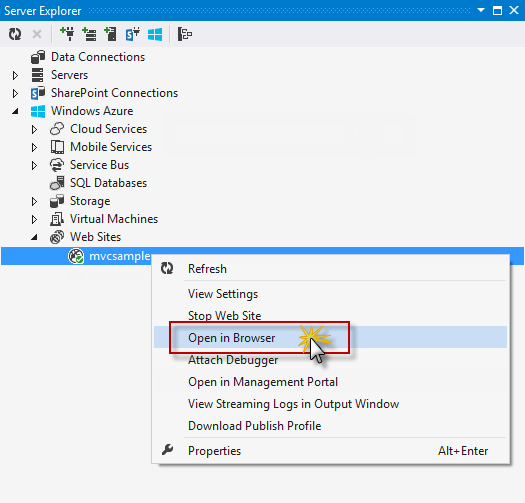 Server Explorer
Data Connections
Servers
SharePoint Connections
Windows Azure
Cloud Services
Mobile Services
Service Bus
SQL Databases
Storage
Virtual Machines
Web Sites
mvcsample
Refresh
View Settings
Stop Web Site
Open in Browser
Attach Debugger
Open in Management Portal
View Streaming Logs in Output Window
Download Publish Profile
Properties Alt+Enter